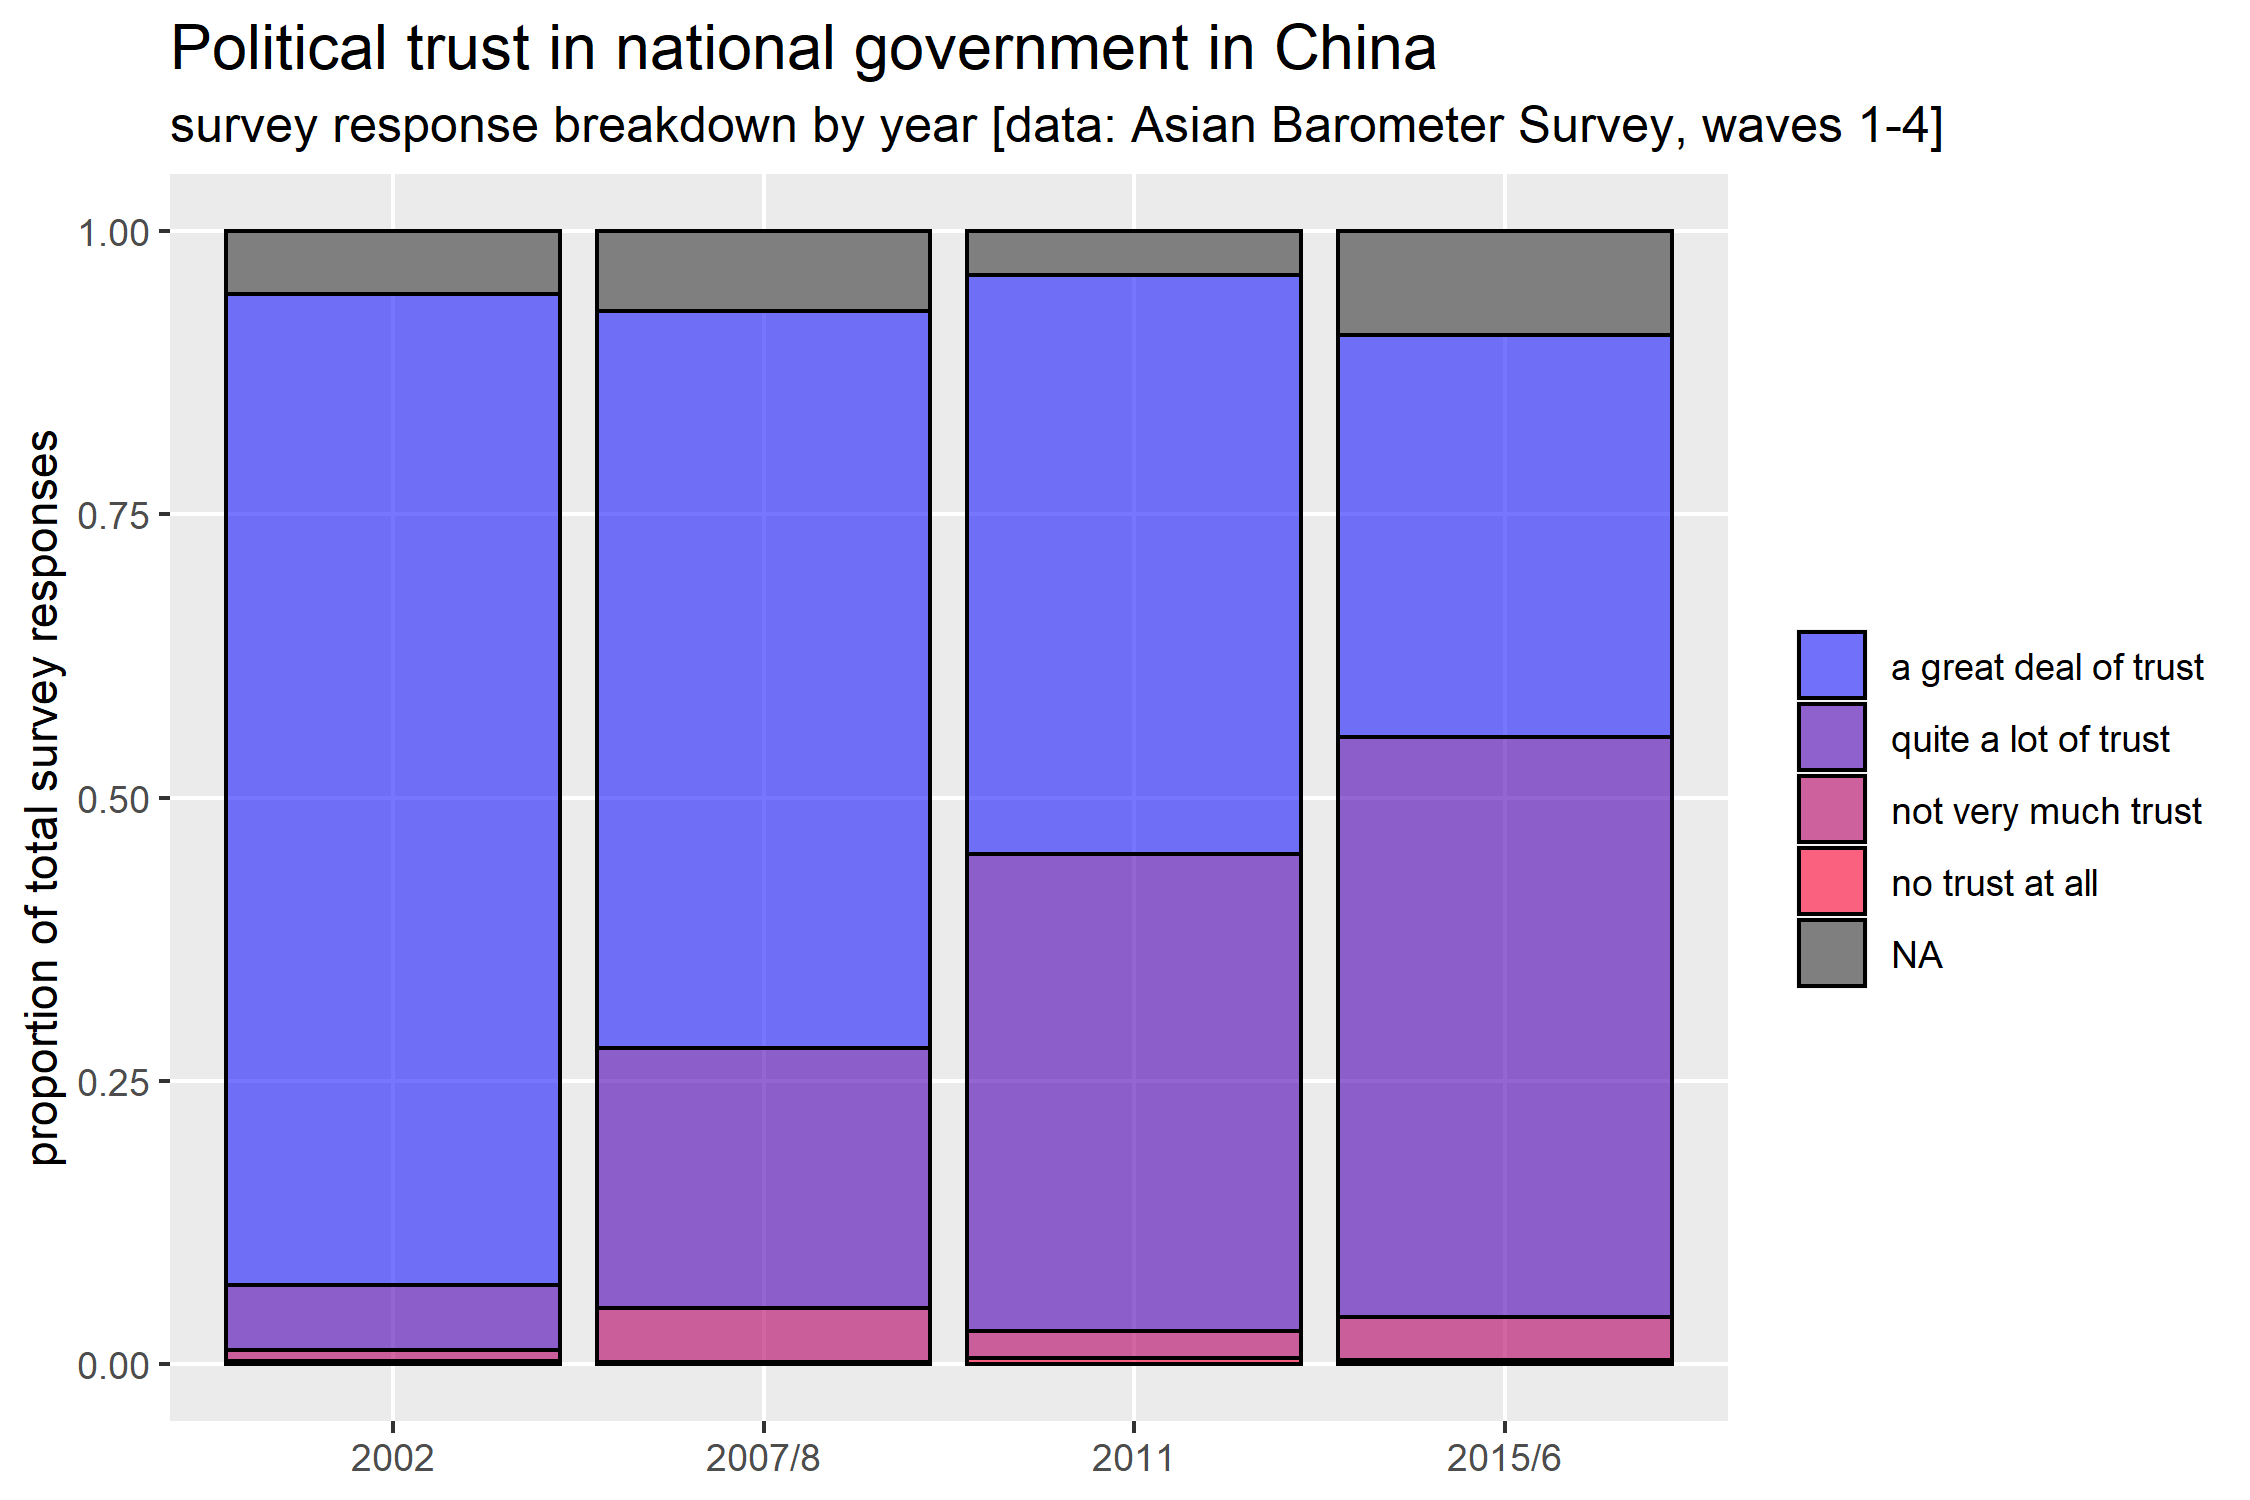 Political trust in national government in China
survey response breakdown by year [data: Asian Barometer Survey, waves 1-4]
proportion of total survey responses
1.00
0.75
0.50
0.25
0.00
2002
2007/8
2011
2015/6
a great deal of trust
quite a lot of trust
not very much trust
no trust at all
NA